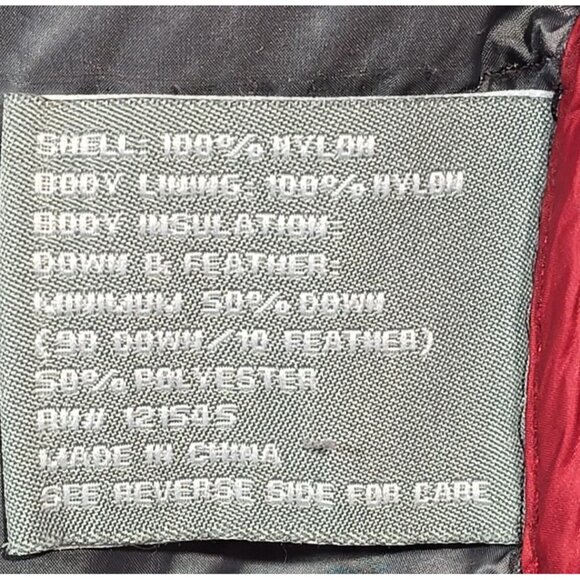 SHELL: 100% NYLON
BODY LINING: 100% NYLON
BODY INSULATION:
DOWN & FEATHER:
MINIMUM 50% DOWN
(90 DOWN/10 FEATHER)
50% POLYESTER
RN# 121545
MADE IN CHINA
SEE REVERSE SIDE FOR CARE